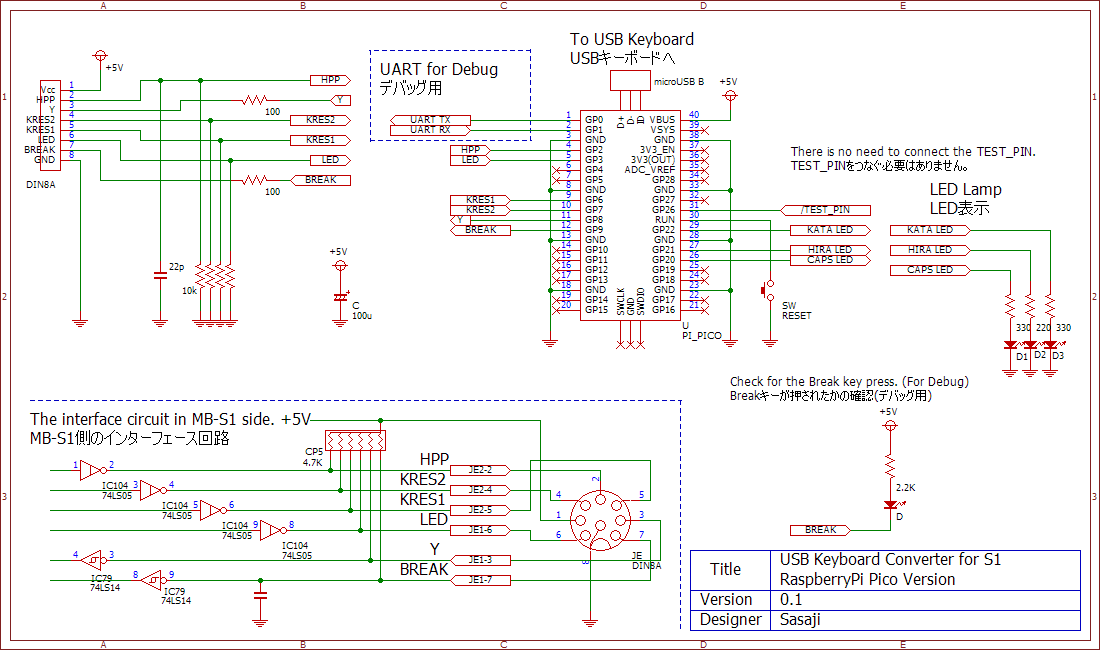 A B C D E
1
2
3
+5V
Vcc 1
HPP 2
Y 3
KRES2 4
KRES1 5
LED 6
BREAK 7
GND 8
DIN8A
HPP
Y
100
KRES2
KRES1
LED
BREAK
100
22p
10k
+5V
C
100u
UART for Debug
デバッグ用
UART TX
UART RX
To USB Keyboard
USBキーボードへ
microUSB B
+5V
D+ D- ID
HPP
LED
KRES1
KRES2
Y
BREAK
1 GP0 VBUS 40
2 GP1 VSYS 39
3 GND GND 38
4 GP2 3V3_EN 37
5 GP3 3V3(OUT) 36
6 GP4 ADC_VREF 35
7 GP5 GP28 34
8 GND GND 33
9 GP6 GP27 32
10 GP7 GP26 31
11 GP8 RUN 30
12 GP9 GP22 29
13 GND GND 28
14 GP10 GP21 27
15 GP11 GP20 26
16 GP12 GP19 25
17 GP13 GP18 24
18 GND GND 23
19 GP14 GP17 22
20 GP15 GP16 21
SWCLK GND SWDIO
U
PI_PICO
There is no need to connect the TEST_PIN.
TEST_PINをつなぐ必要はありません。
/TEST_PIN
KATA LED
HIRA LED
CAPS LED
SW
RESET
LED Lamp
LED表示
KATA LED
HIRA LED
CAPS LED
330 220 330
D1 D2 D3
Check for the Break key press. (For Debug)
Breakキーが押されたかの確認(デバッグ用)
+5V
2.2K
D
BREAK
The interface circuit in MB-S1 side. +5V
MB-S1側のインターフェース回路
CP5
4.7K
1 2
IC104
74LS05
3 4
IC104
74LS05
5 6
IC104
74LS05
9 8
IC104
74LS05
4 3
IC79
74LS14
8 9
IC79
74LS14
HPP
JE2-2
KRES2
JE2-4
KRES1
JE2-5
LED
JE1-6
Y
JE1-3
BREAK
JE1-7
2
4 5
1 3
6 7
8
JE
DIN8A
Title USB Keyboard Converter for S1
RaspberryPi Pico Version
Version 0.1
Designer Sasaji
1
2
3
A B C D E